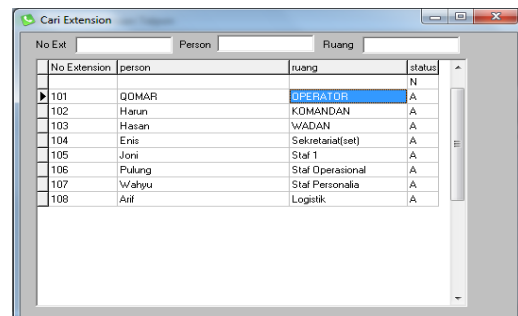 Cari Extension
No Ext Person Ruang
No Extension person ruang status
N
101 QOMAR OPERATOR A
102 Harun KOMANDAN A
103 Hasan WADAN A
104 Enis Sekretariat(set) A
105 Joni Staf 1 A
106 Pulung Staf Operasional A
107 Wahyu Staf Personalia A
108 Arif Logistik A